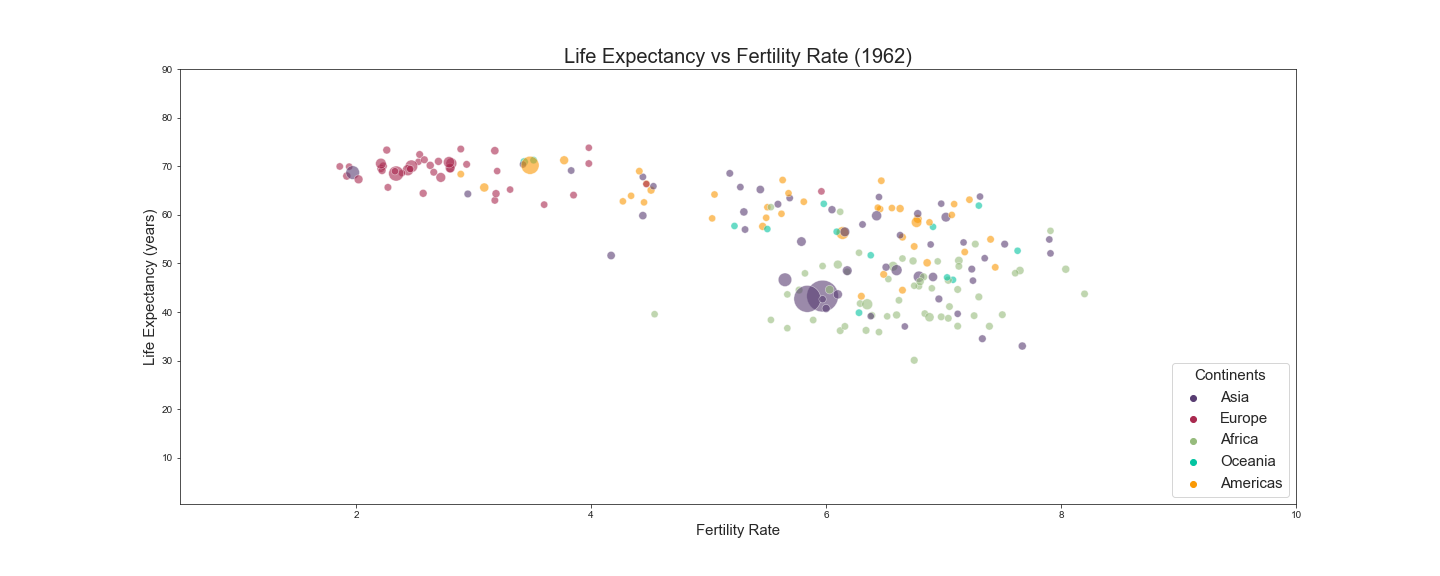 Life Expectancy vs Fertility Rate (1962)
90
80
70
60
50
40
30
20
10
Life Expectancy (years)
2
4
6
8
10
Fertility Rate
Continents
Asia
Europe
Africa
Oceania
Americas